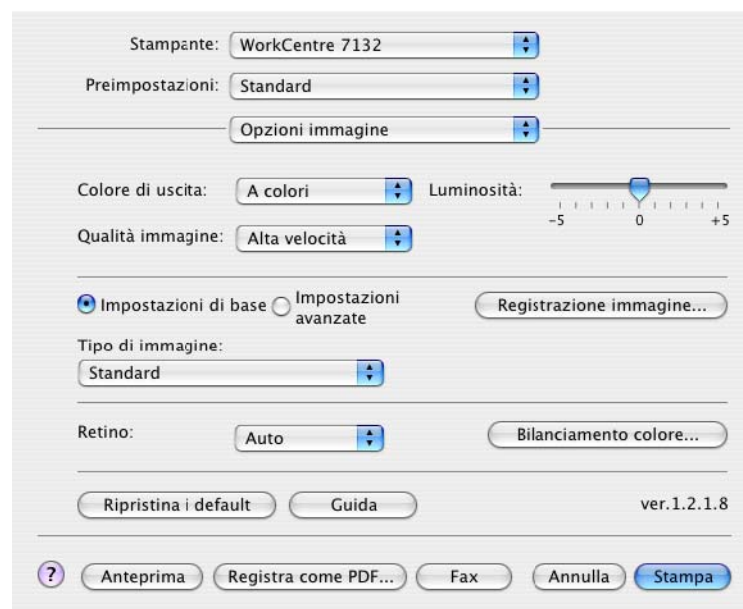 Stampante: WorkCentre 7132
Preimpostazioni: Standard
Opzioni immagine
Colore di uscita: A colori Luminosità:
-5 0 +5
Qualità immagine: Alta velocità
Impostazioni di base Impostazioni avanzate Registrazione immagine...
Tipo di immagine:
Standard
Retino: Auto Bilanciamento colore...
Ripristina i default Guida ver.1.2.1.8
? Anteprima Registra come PDF... Fax Annulla Stampa